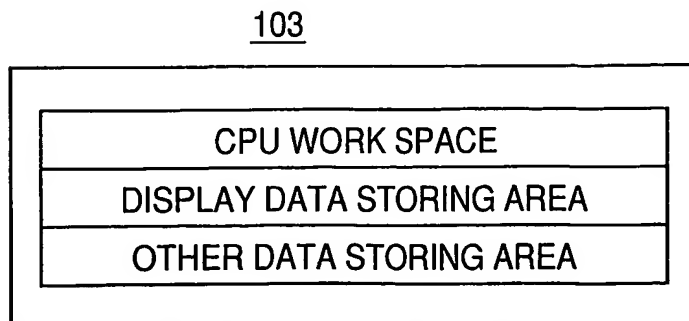 103
CPU WORK SPACE
DISPLAY DATA STORING AREA
OTHER DATA STORING AREA